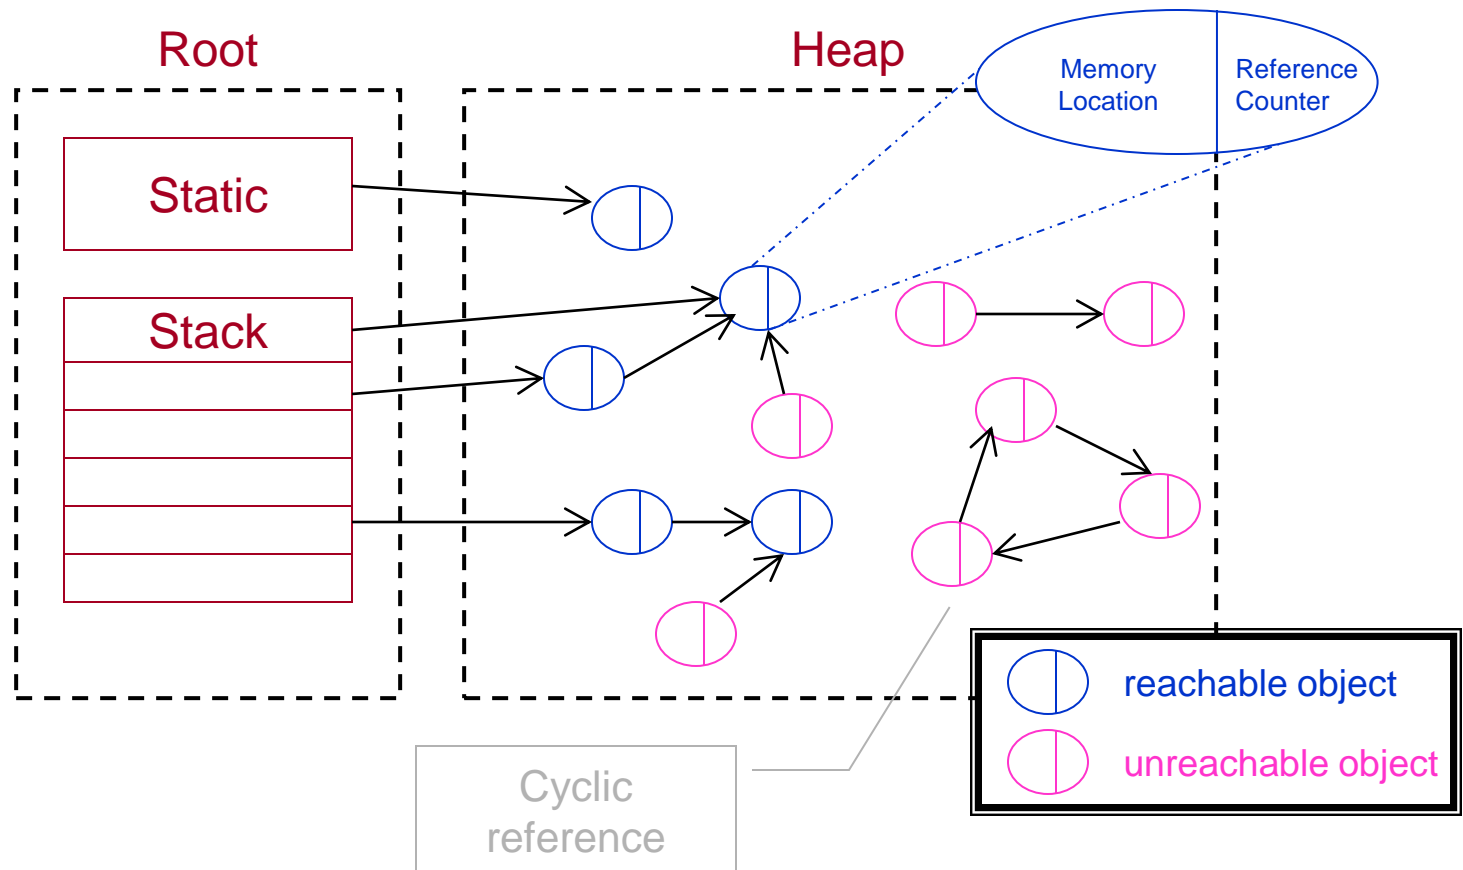 Root
Heap
Memory
Location
Reference
Counter
Static
Stack
reachable object
unreachable object
Cyclic
reference